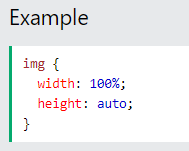 Example
img {
  width: 100%;
  height: auto;
}